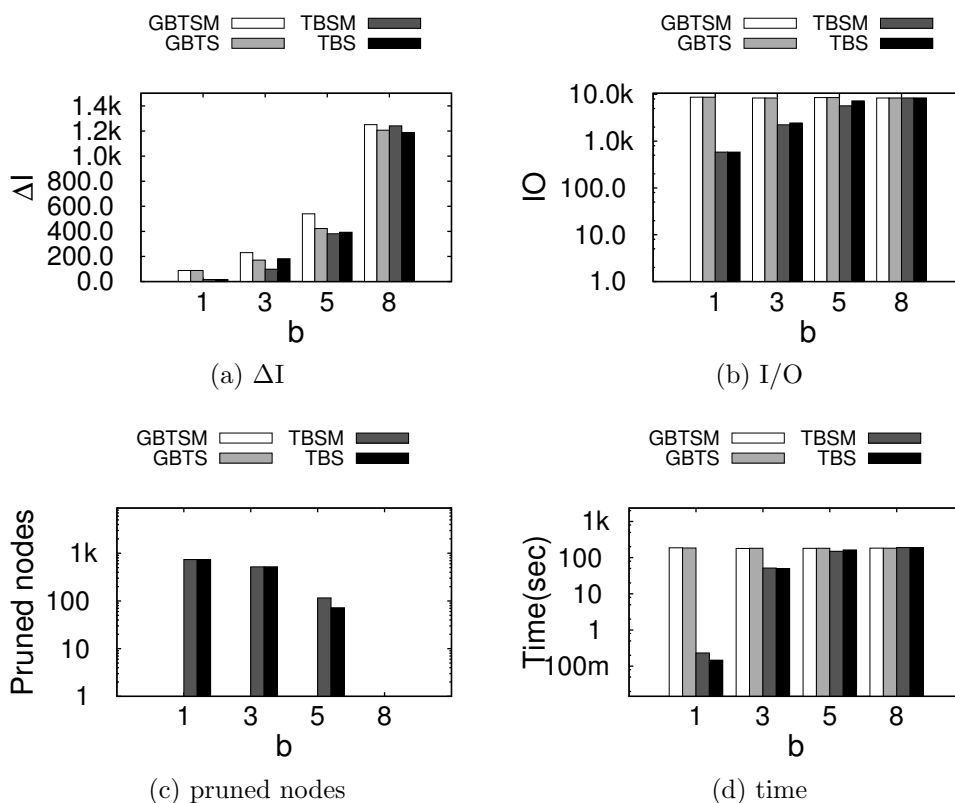 GBTSM TBSM
GBTS TBS
1.4k
1.2k
1.0k
800.0
600.0
400.0
200.0
0.0
ΔI
1 3 5 8
b
(a) ΔI
GBTSM TBSM
GBTS TBS
10.0k
1.0k
100.0
10.0
1.0
IO
1 3 5 8
b
(b) I/O
GBTSM TBSM
GBTS TBS
1k
100
10
1
Pruned nodes
1 3 5 8
b
(c) pruned nodes
GBTSM TBSM
GBTS TBS
1k
100
10
1
100m
Time(sec)
1 3 5 8
b
(d) time